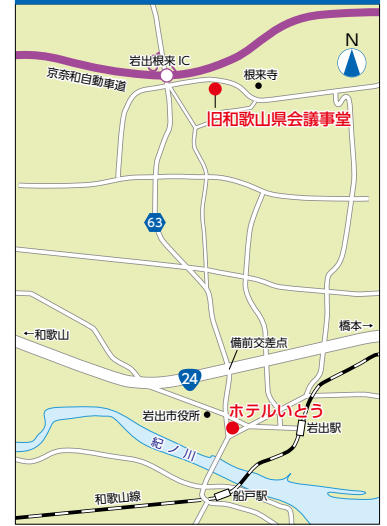 N
岩出根来 IC
京奈和自動車道
根来寺
旧和歌山県会議事堂
63
←和歌山
橋本→
備前交差点
24
ホテルいとう
岩出市役所
岩出駅
紀ノ川
和歌山線
船戸駅